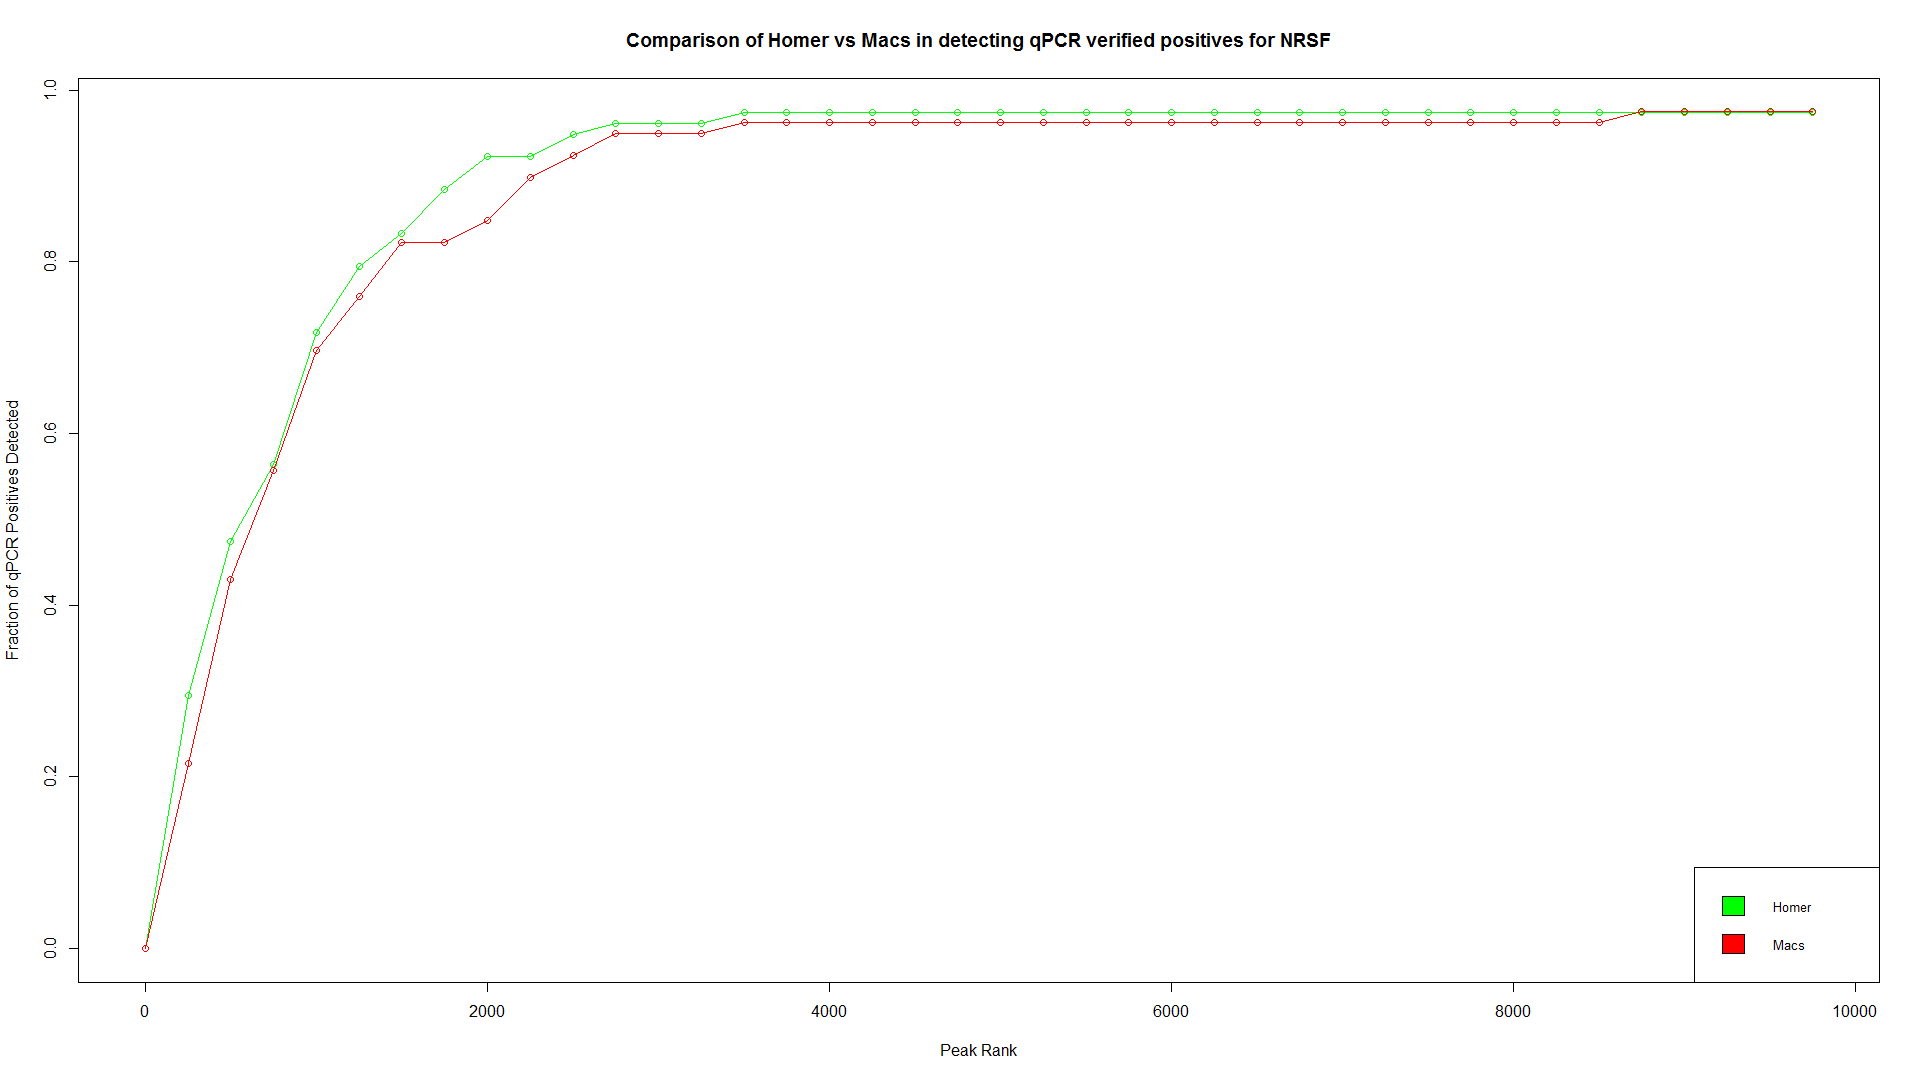 Comparison of Homer vs Macs in detecting qPCR verified positives for NRSF
Fraction of qPCR Positives Detected
1.0
0.8
0.6
0.4
0.2
0.0
Homer
Macs
0 2000 4000 6000 8000 10000
Peak Rank